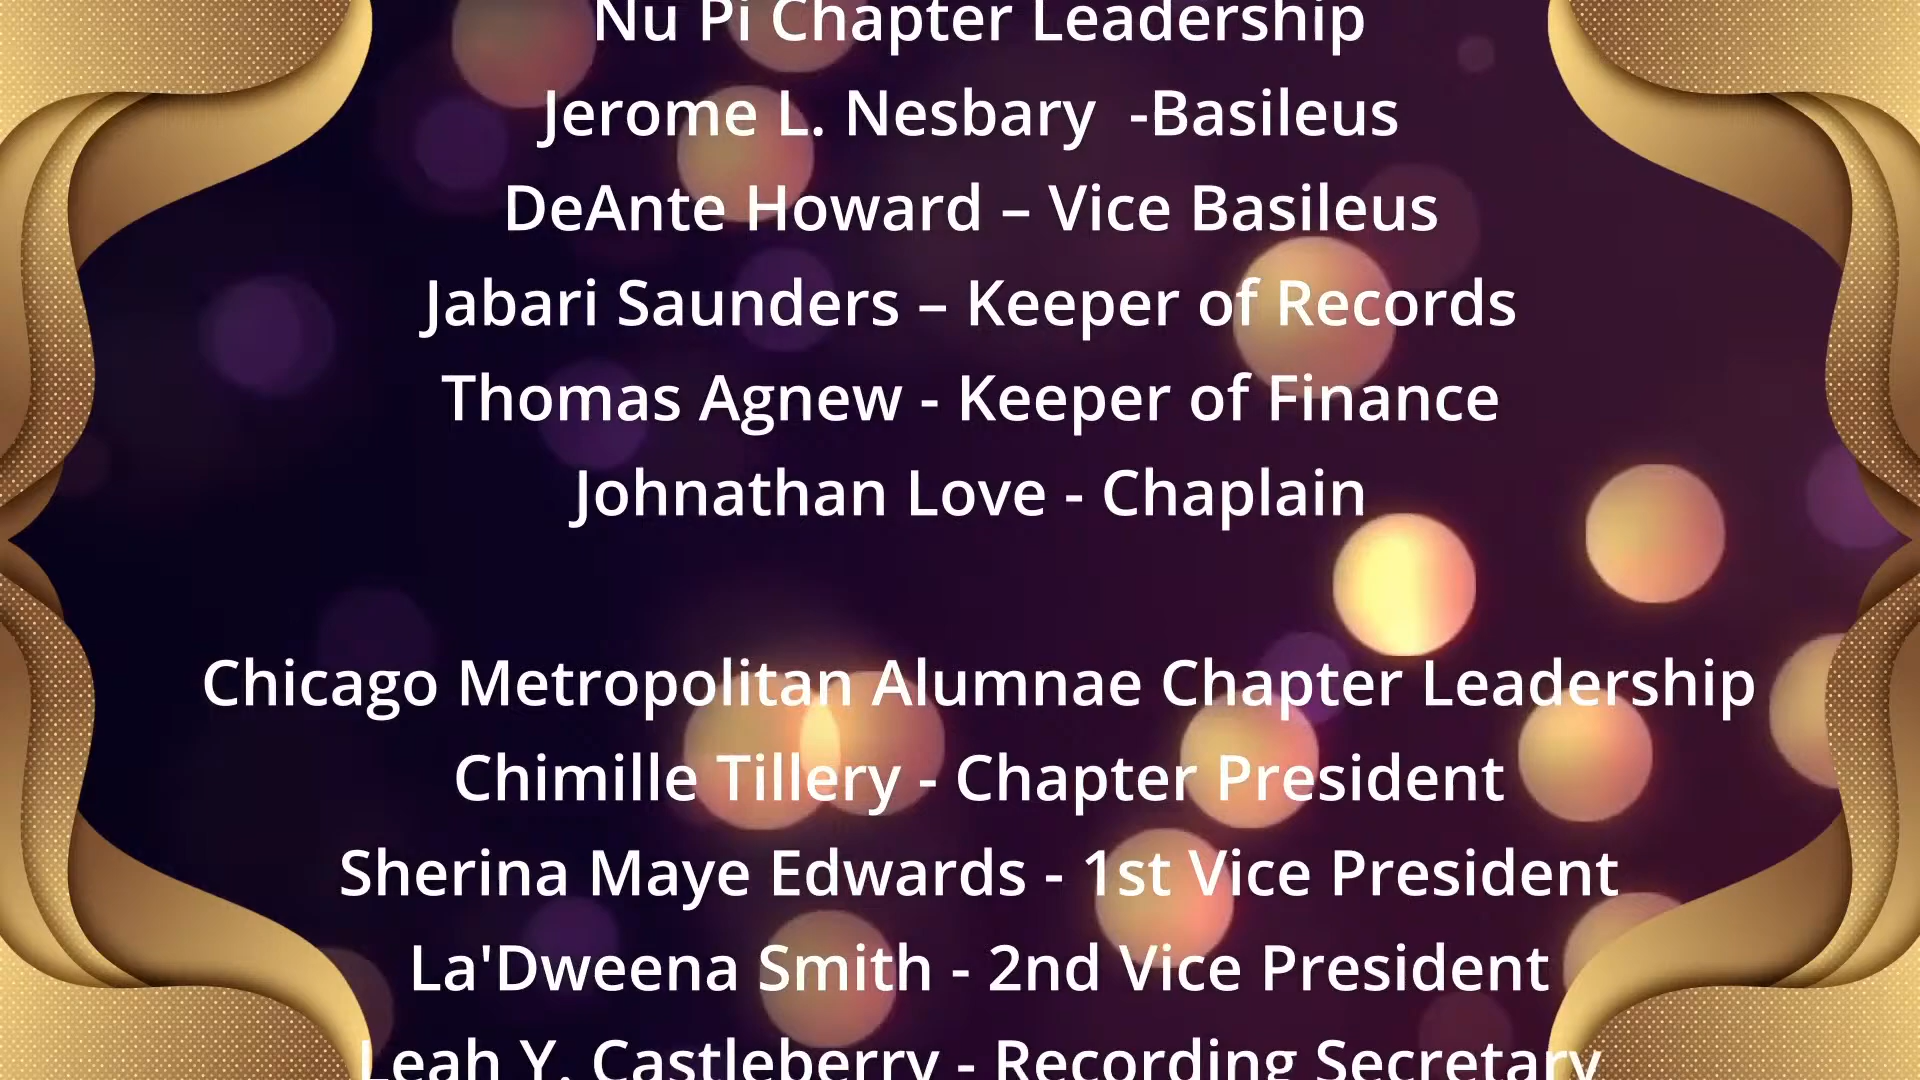 Nu Pi Chapter Leadership
Jerome L. Nesbary  -Basileus
DeAnte Howard – Vice Basileus
Jabari Saunders – Keeper of Records
Thomas Agnew - Keeper of Finance
Johnathan Love - Chaplain
Chicago Metropolitan Alumnae Chapter Leadership
Chimille Tillery - Chapter President
Sherina Maye Edwards - 1st Vice President
La'Dweena Smith - 2nd Vice President
Leah Y. Castleberry - Recording Secretary